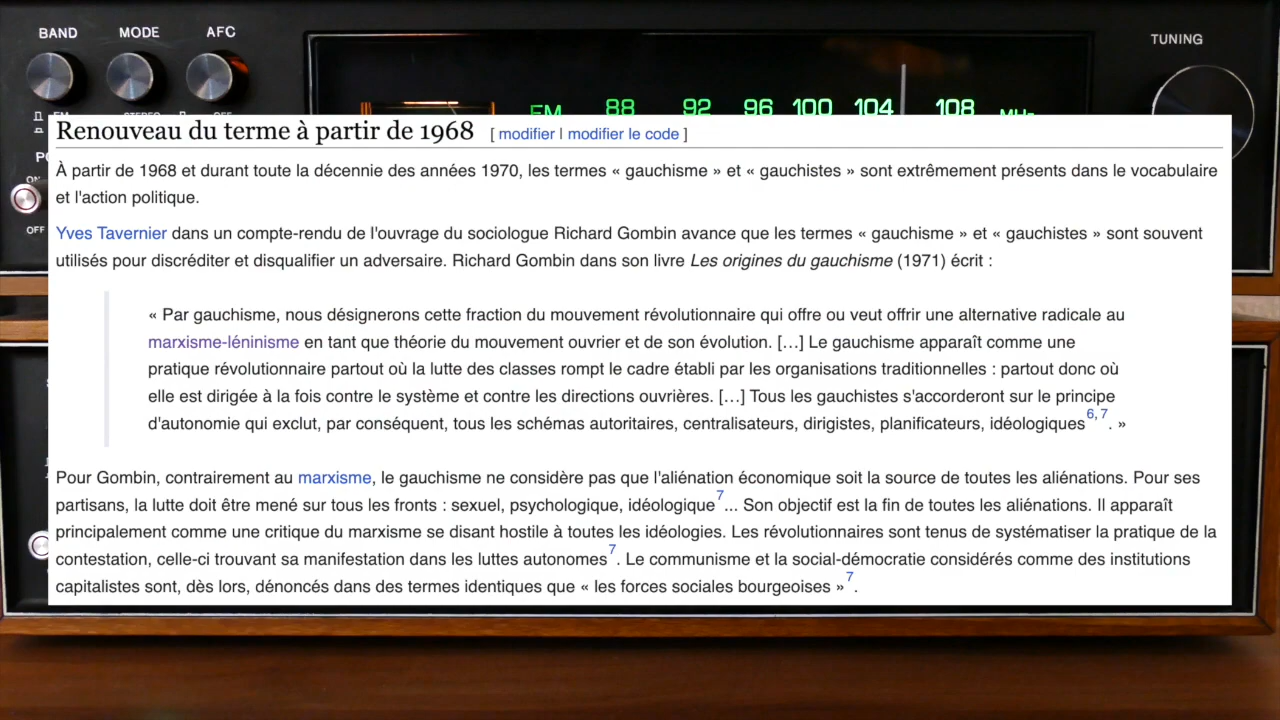 BAND MODE AFC
TUNING
FM 88 92 96 100 104 108 MHz
FM STEREO OFF
Renouveau du terme à partir de 1968 [ modifier | modifier le code ]
À partir de 1968 et durant toute la décennie des années 1970, les termes « gauchisme » et « gauchistes » sont extrêmement présents dans le vocabulaire
et l'action politique.
ON
OFF
Yves Tavernier dans un compte-rendu de l'ouvrage du sociologue Richard Gombin avance que les termes « gauchisme » et « gauchistes » sont souvent
utilisés pour discréditer et disqualifier un adversaire. Richard Gombin dans son livre Les origines du gauchisme (1971) écrit :
« Par gauchisme, nous désignerons cette fraction du mouvement révolutionnaire qui offre ou veut offrir une alternative radicale au
marxisme-léninisme en tant que théorie du mouvement ouvrier et de son évolution. [...] Le gauchisme apparaît comme une
pratique révolutionnaire partout où la lutte des classes rompt le cadre établi par les organisations traditionnelles : partout donc où
elle est dirigée à la fois contre le système et contre les directions ouvrières. [...] Tous les gauchistes s'accorderont sur le principe
d'autonomie qui exclut, par conséquent, tous les schémas autoritaires, centralisateurs, dirigistes, planificateurs, idéologiques6, 7. »
Pour Gombin, contrairement au marxisme, le gauchisme ne considère pas que l'aliénation économique soit la source de toutes les aliénations. Pour ses
partisans, la lutte doit être mené sur tous les fronts : sexuel, psychologique, idéologique7... Son objectif est la fin de toutes les aliénations. Il apparaît
principalement comme une critique du marxisme se disant hostile à toutes les idéologies. Les révolutionnaires sont tenus de systématiser la pratique de la
contestation, celle-ci trouvant sa manifestation dans les luttes autonomes7. Le communisme et la social-démocratie considérés comme des institutions
capitalistes sont, dès lors, dénoncés dans des termes identiques que « les forces sociales bourgeoises »7.